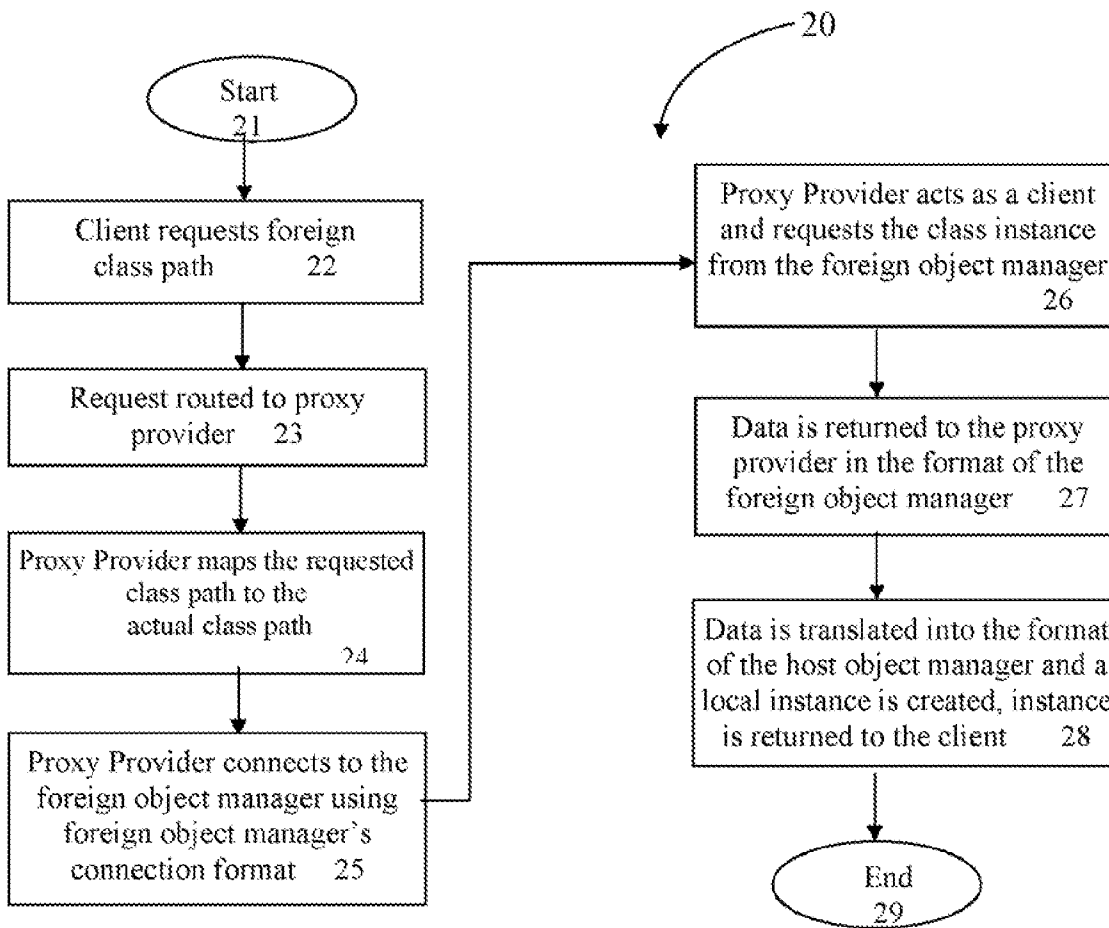 20
Start
21
Client requests foreign
class path 22
Request routed to proxy
provider 23
Proxy Provider maps the requested
class path to the
actual class path
24
Proxy Provider connects to the
foreign object manager using
foreign object manager's
connection format 25
Proxy Provider acts as a client
and requests the class instance
from the foreign object manager
26
Data is returned to the proxy
provider in the format of the
foreign object manager 27
Data is translated into the format
of the host object manager and a
local instance is created, instance
is returned to the client 28
End
29